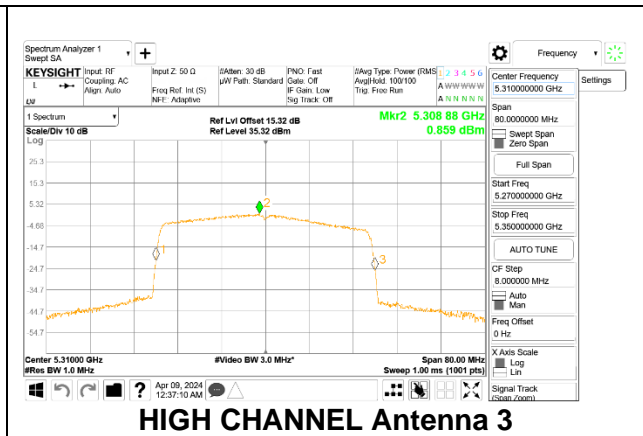 Spectrum Analyzer 1
Swept SA
Frequency
KEYSIGHT
L
Input: RF
Coupling: AC
Align: Auto
Input Z: 50 Ω
Freq Ref: Int (S)
NFE: Adaptive
#Atten: 30 dB
µW Path: Standard
PNO: Fast
Gate: Off
IF Gain: Low
Sig Track: Off
#Avg Type: Power (RMS
Avg|Hold: 100/100
Trig: Free Run
1 2 3 4 5 6
A W W W W W
A N N N N N
1 Spectrum
Scale/Div 10 dB
Log
Ref Lvl Offset 15.32 dB
Ref Level 35.32 dBm
Mkr2 5.308 88 GHz
0.859 dBm
25.3
15.3
5.32
-4.68
-14.7
-24.7
-34.7
-44.7
-54.7
2
3
Center 5.31000 GHz
#Res BW 1.0 MHz
#Video BW 3.0 MHz*
Span 80.00 MHz
Sweep 1.00 ms (1001 pts)
Apr 09, 2024
12:37:10 AM
Center Frequency
5.310000000 GHz
Settings
Span
80.0000000 MHz
Swept Span
Zero Span
Full Span
Start Freq
5.270000000 GHz
Stop Freq
5.350000000 GHz
AUTO TUNE
CF Step
8.000000 MHz
Auto
Man
Freq Offset
0 Hz
X Axis Scale
Log
Lin
Signal Track
(Span Zoom)
HIGH CHANNEL Antenna 3